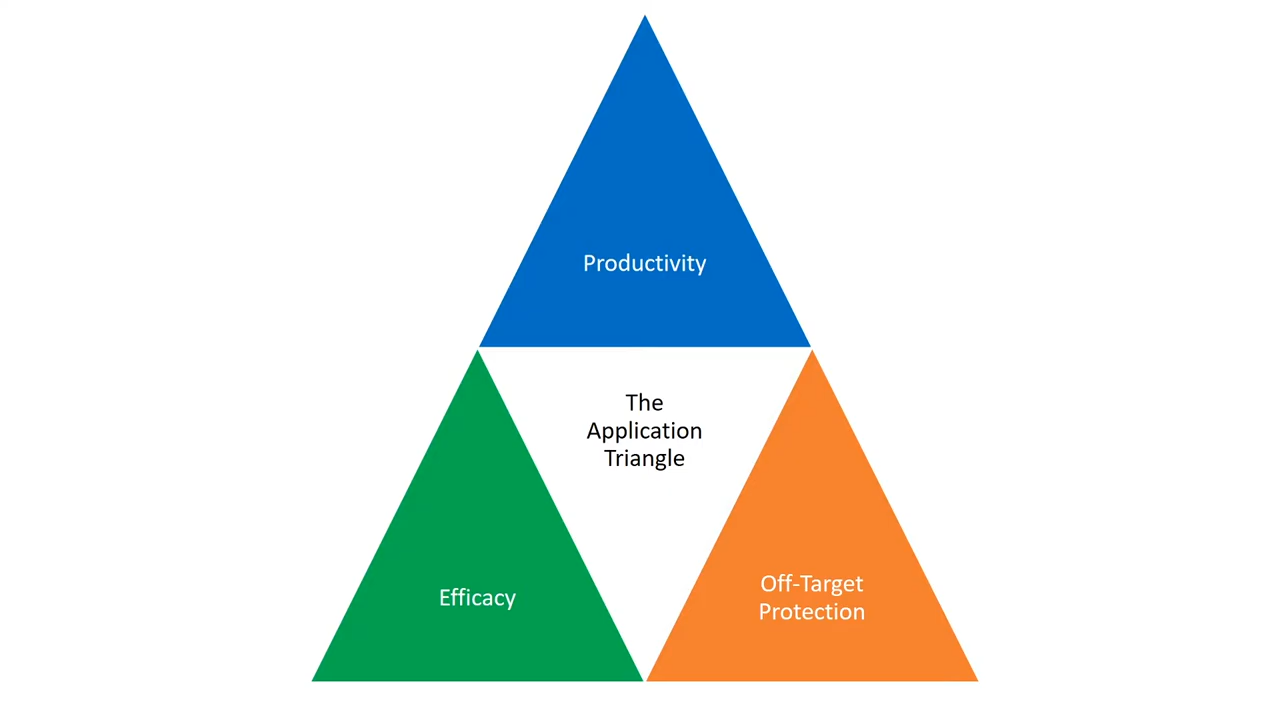 Productivity
The
Application
Triangle
Efficacy
Off-Target
Protection